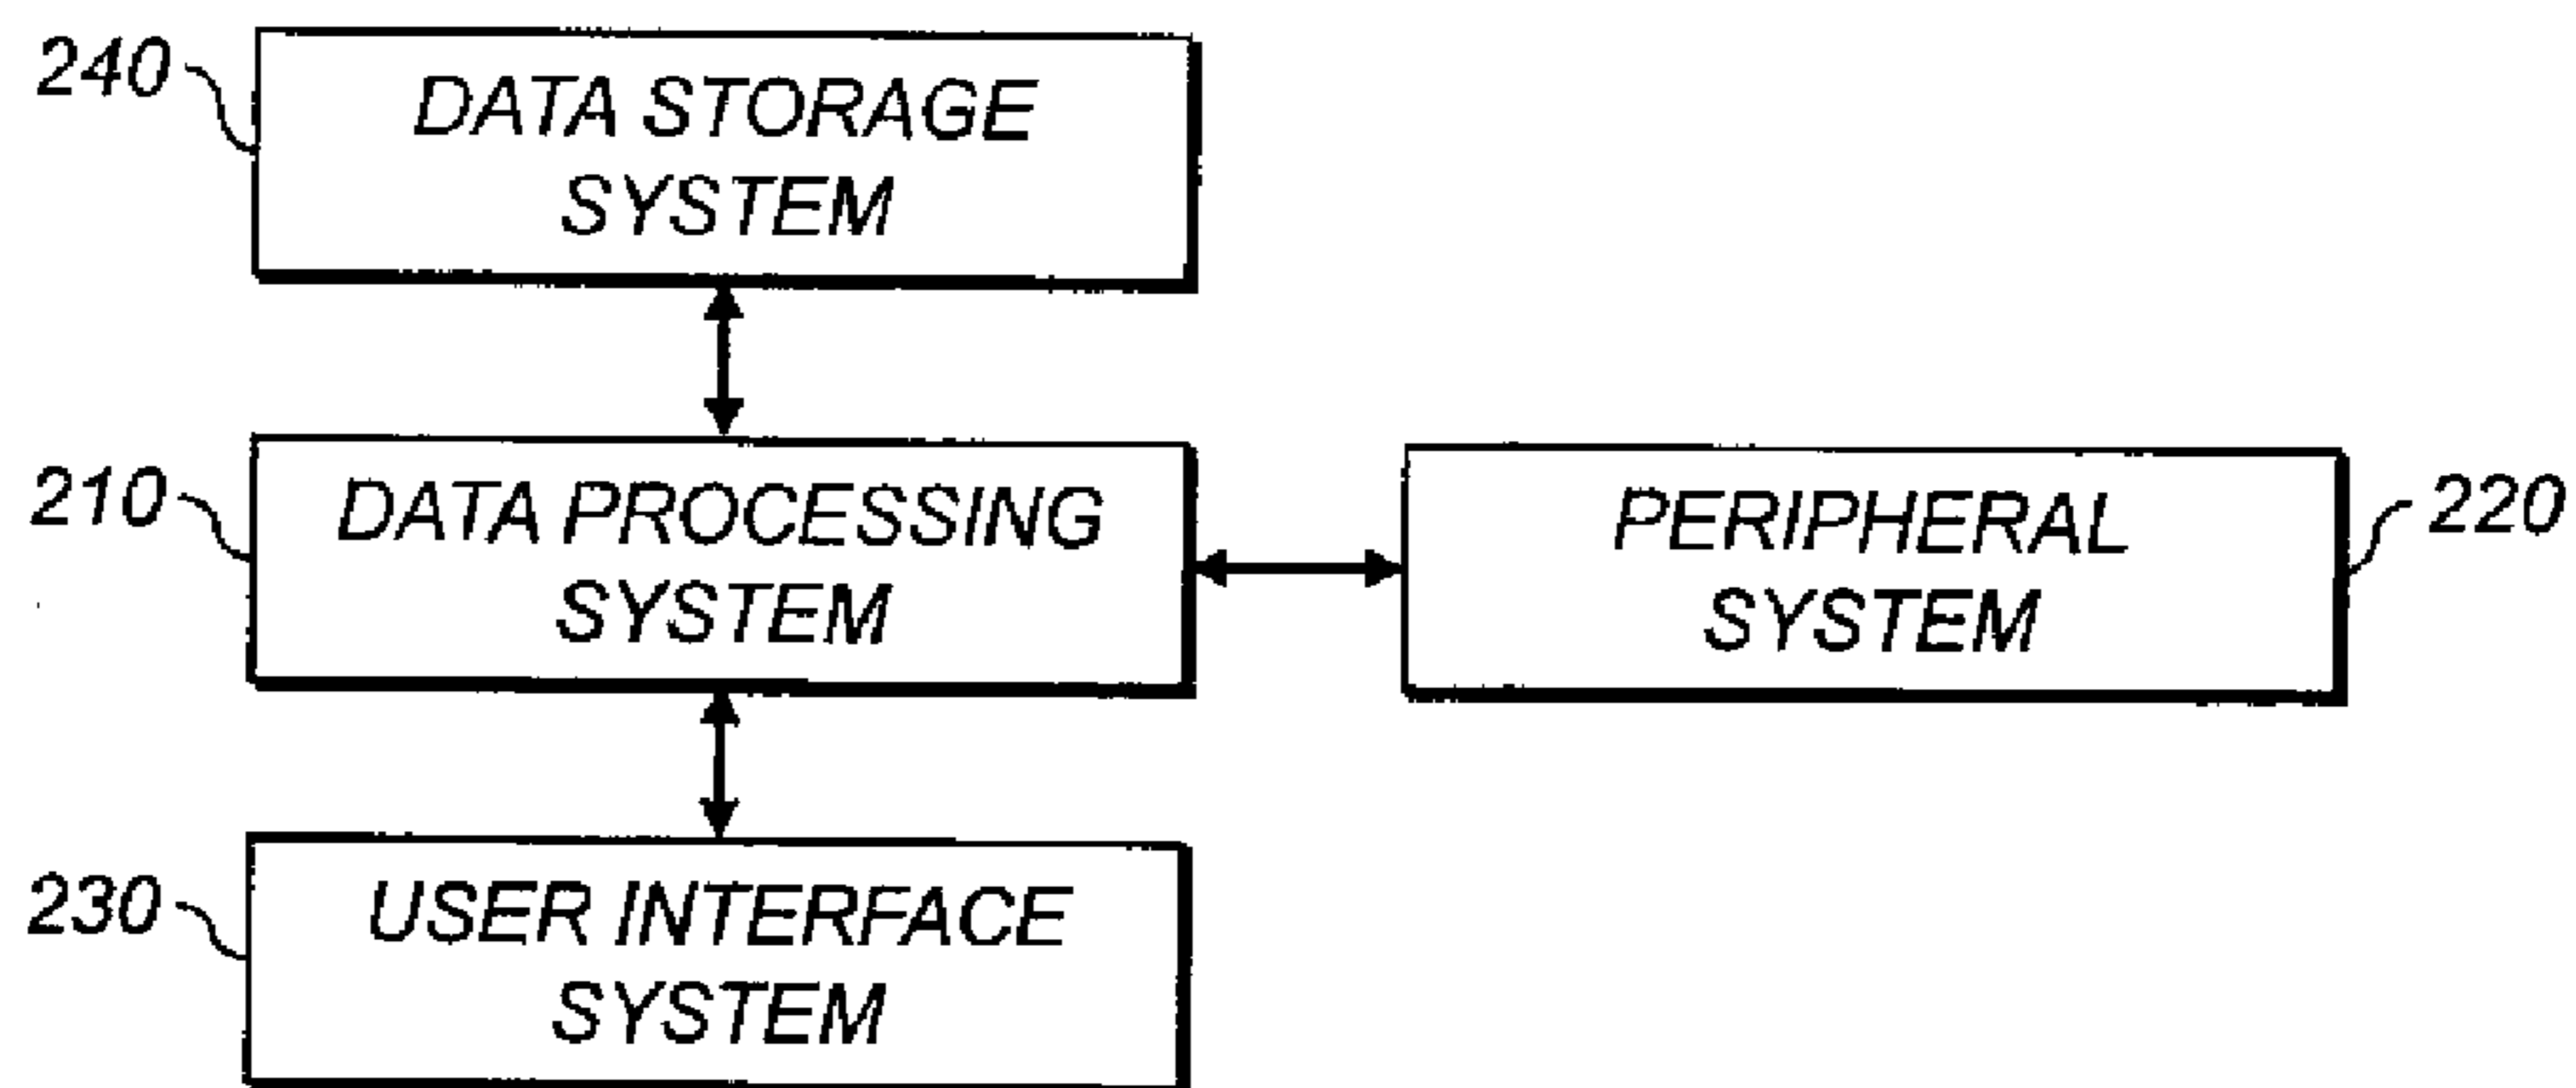 240
DATA STORAGE
SYSTEM
210
DATA PROCESSING
SYSTEM
PERIPHERAL
SYSTEM
220
230
USER INTERFACE
SYSTEM